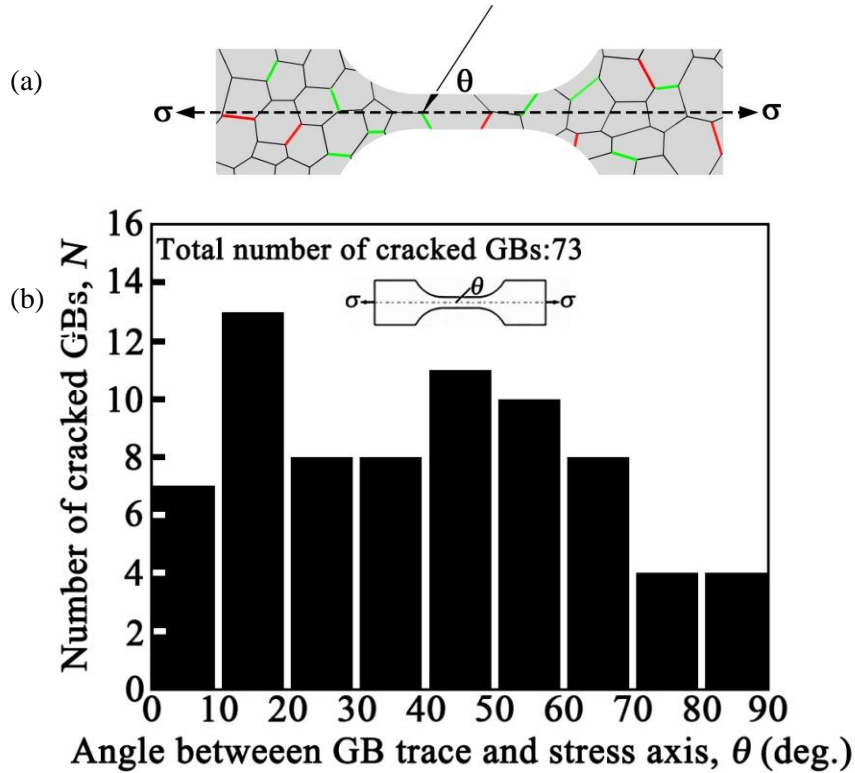 (a)
θ
σ σ
(b)
Number of cracked GBs, N
16
14
12
10
8
6
4
2
0
Total number of cracked GBs:73
θ
σ σ
0 10 20 30 40 50 60 70 80 90
Angle betweeen GB trace and stress axis, θ (deg.)